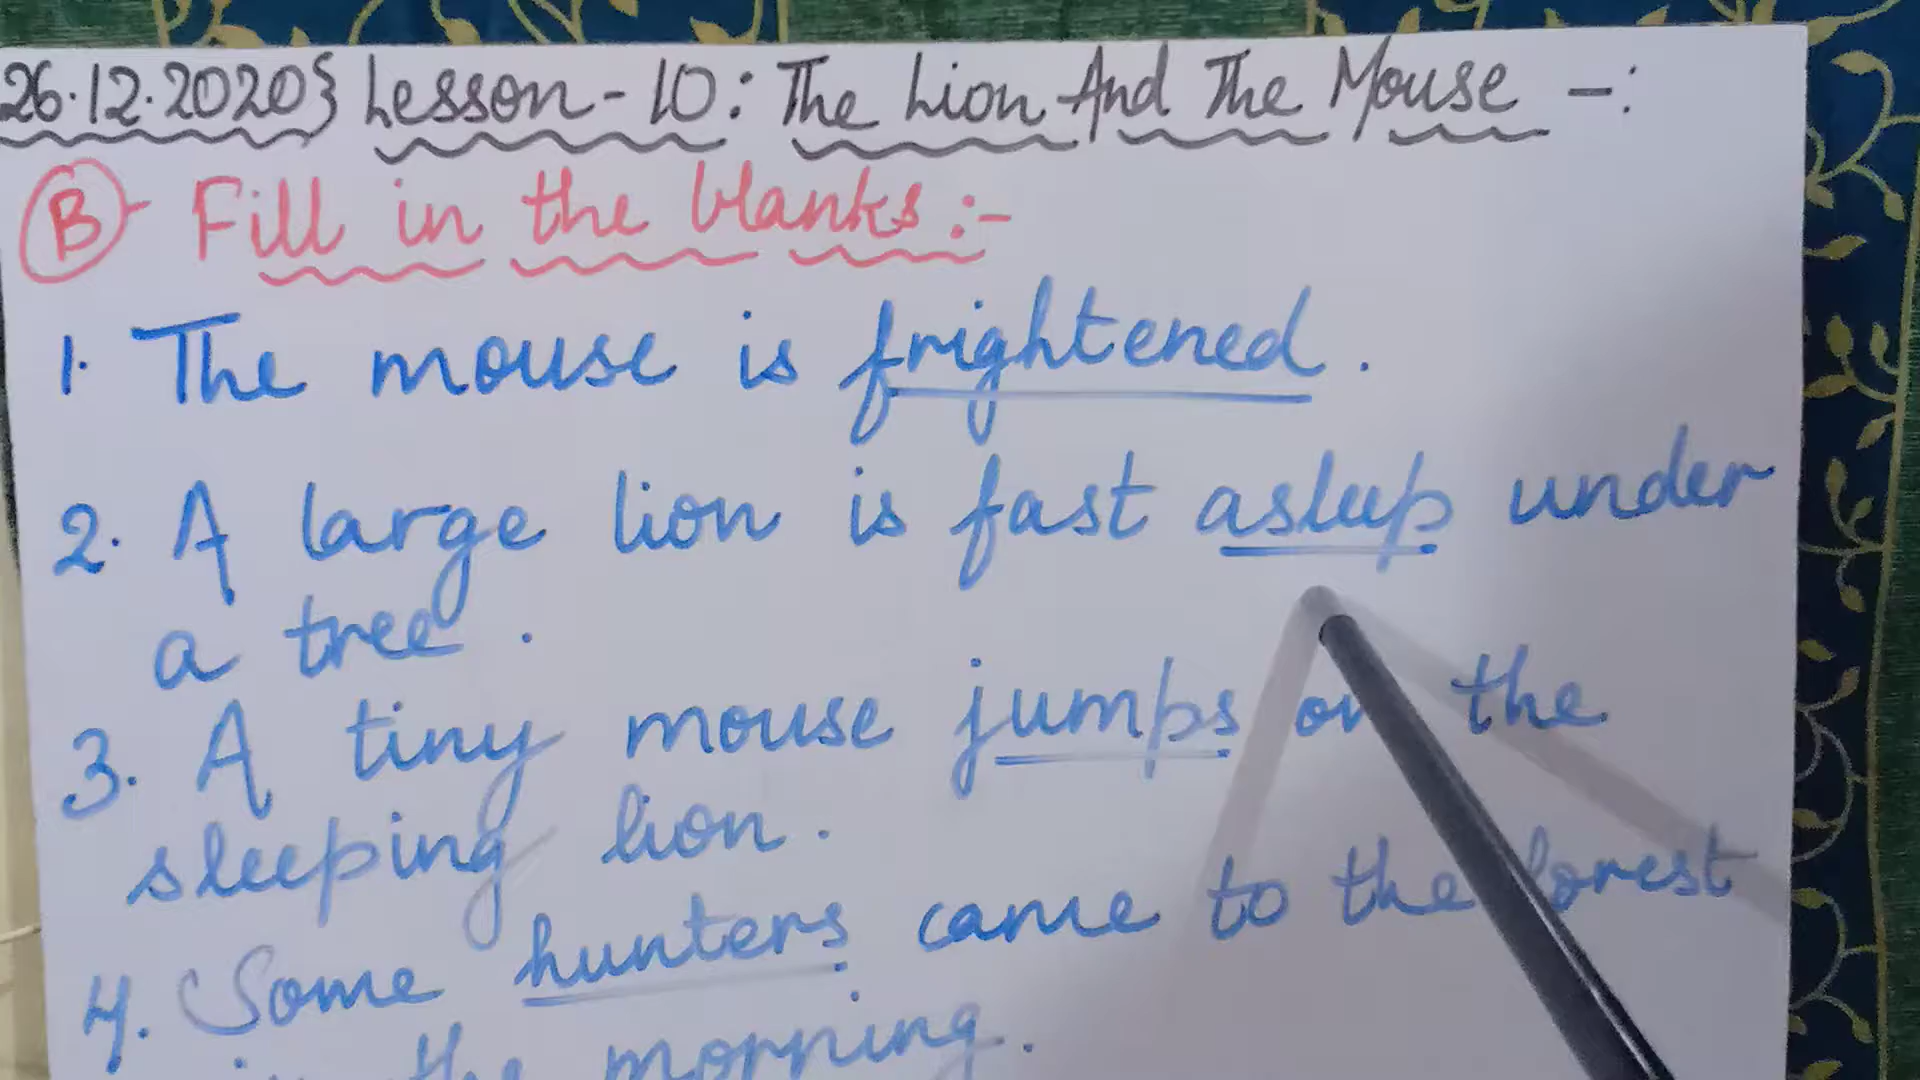 26.12.2020} Lesson-10: The Lion And The Mouse -:
B- Fill in the blanks:-
1. The mouse is frightened.
2. A large lion is fast asleep under
a tree.
3. A tiny mouse jumps on the
sleeping lion.
4. Some hunters came to the forest
in the morning.